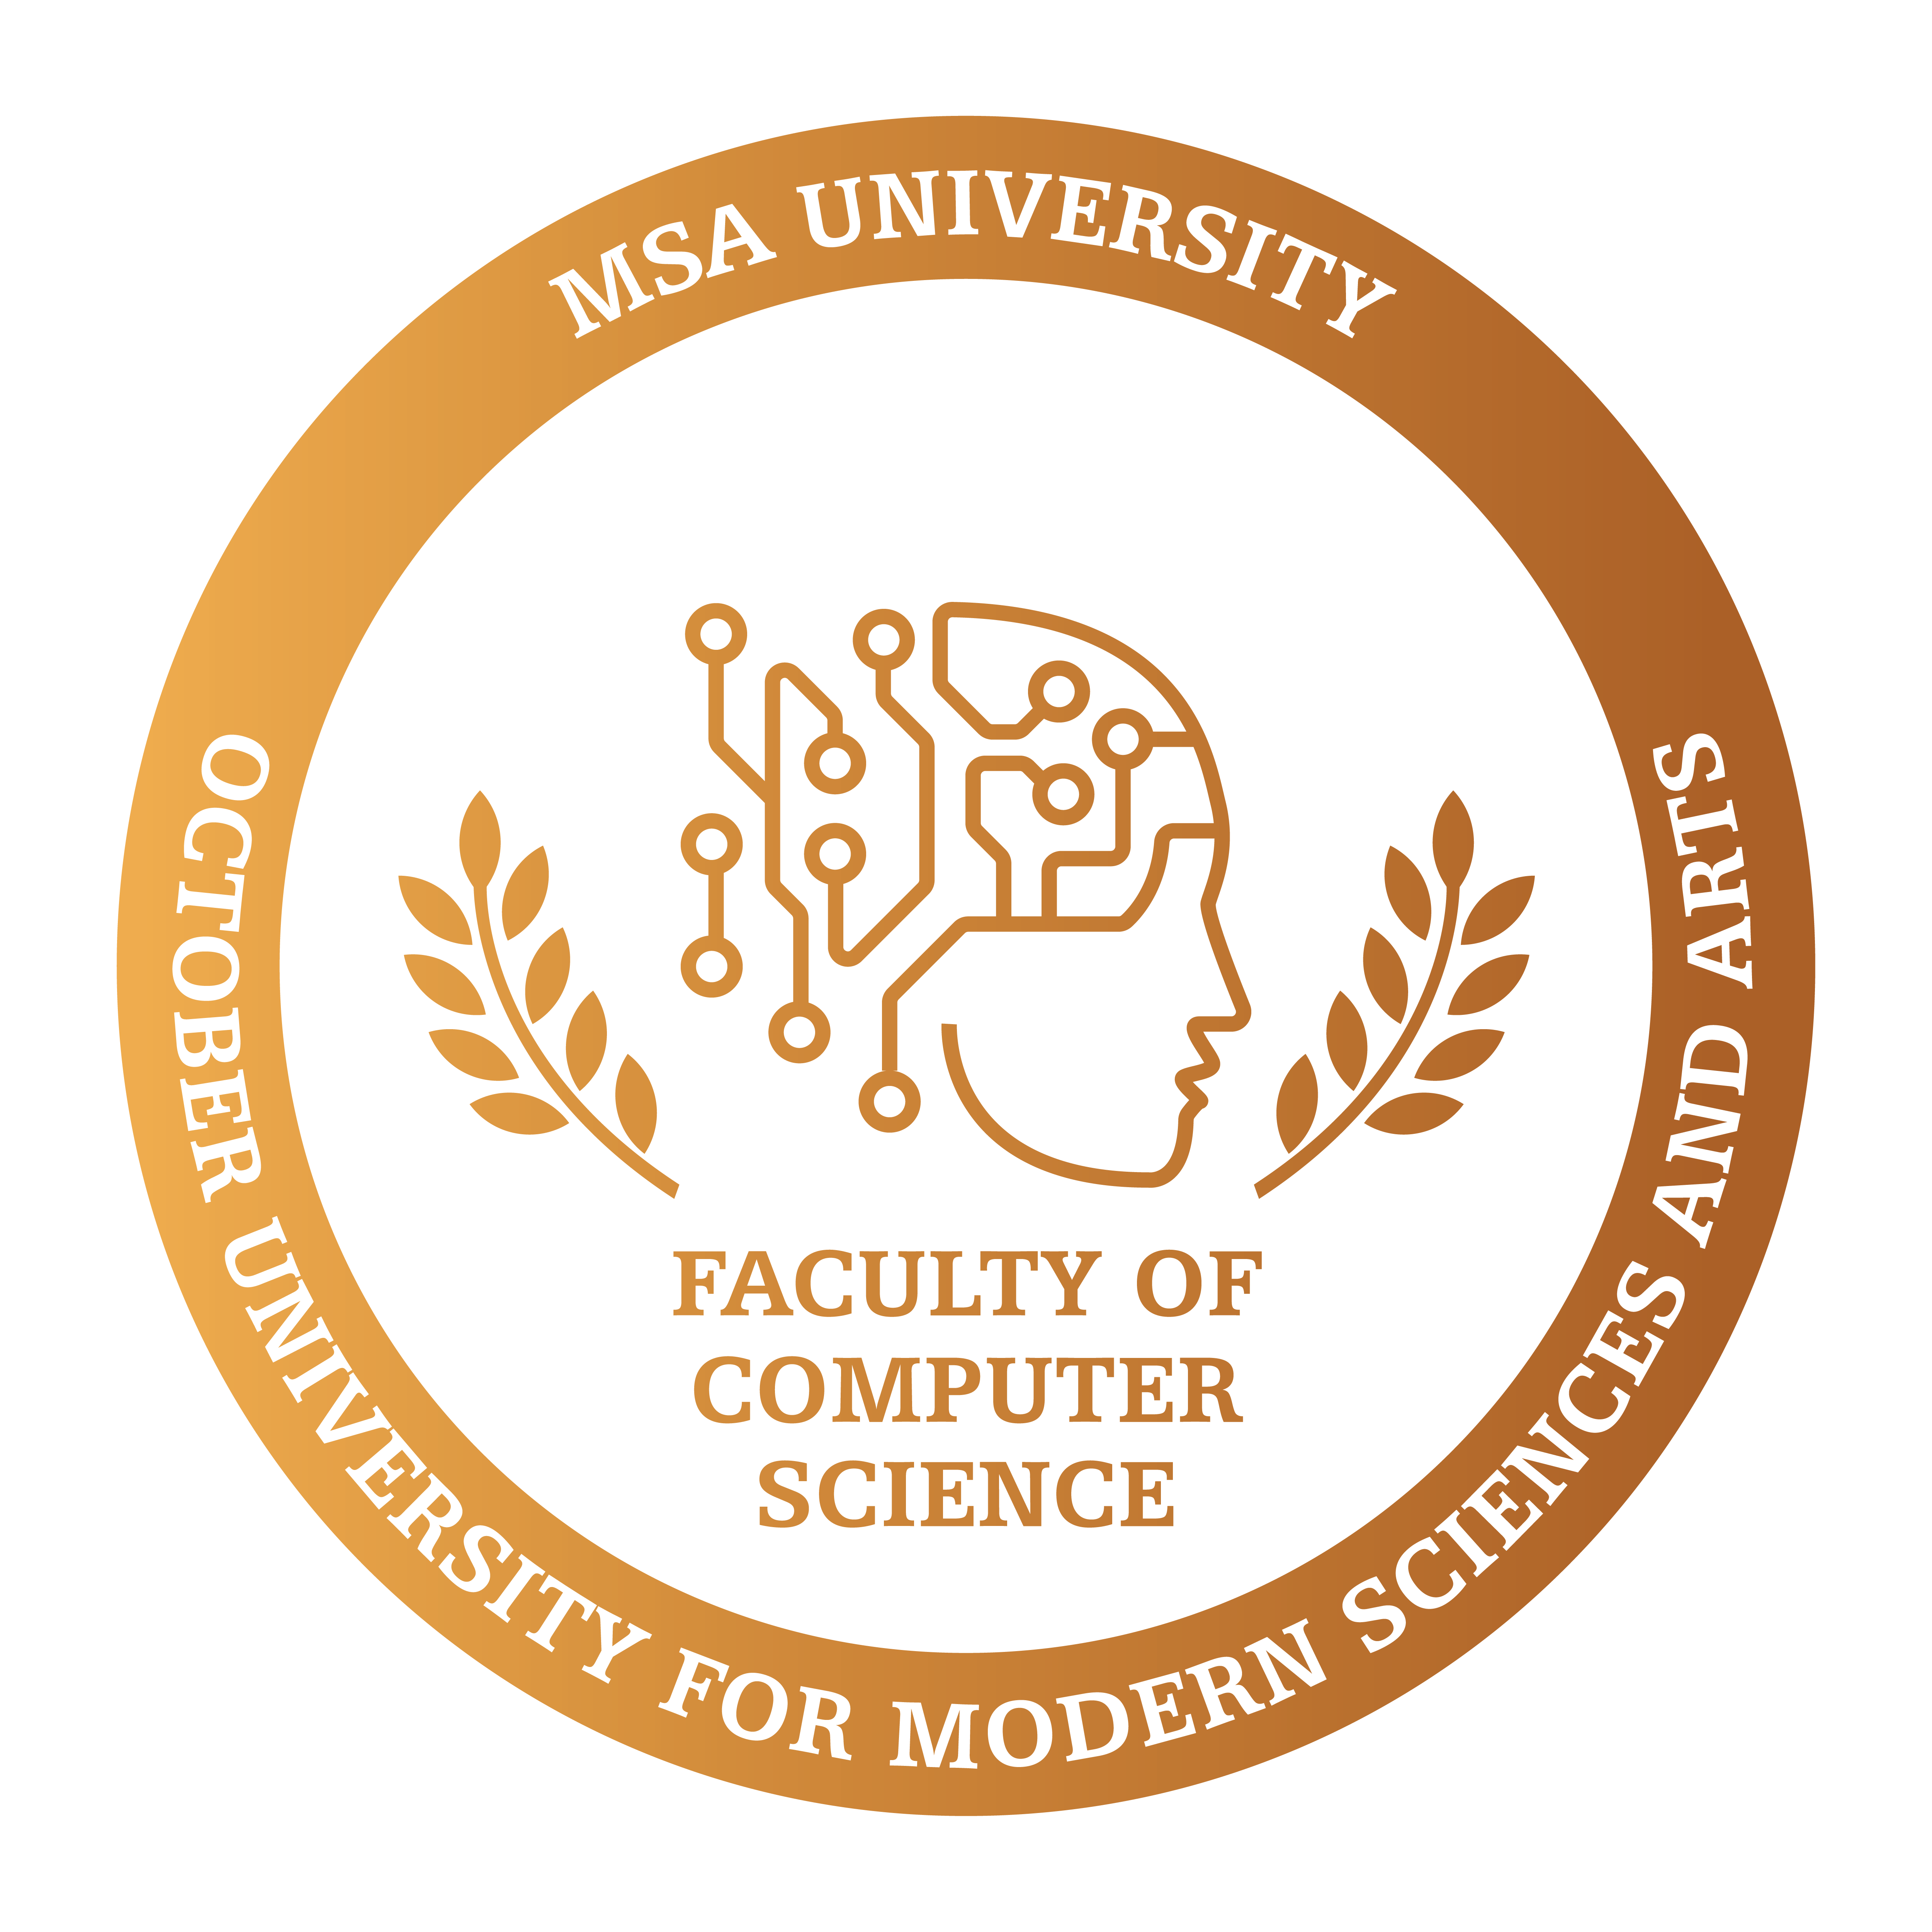 MSA UNIVERSITY
FACULTY OF
COMPUTER
SCIENCE
OCTOBER UNIVERSITY FOR MODERN SCIENCES AND ARTS